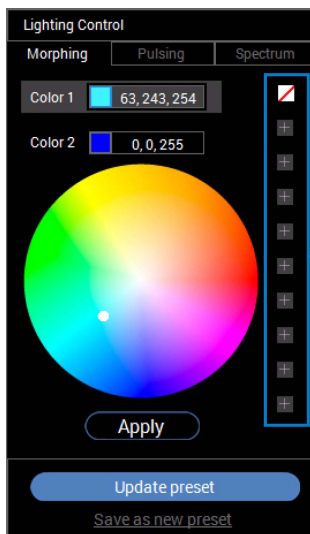 Lighting Control
Morphing Pulsing Spectrum
Color 1 63, 243, 254
Color 2 0, 0, 255
Apply
Update preset
Save as new preset